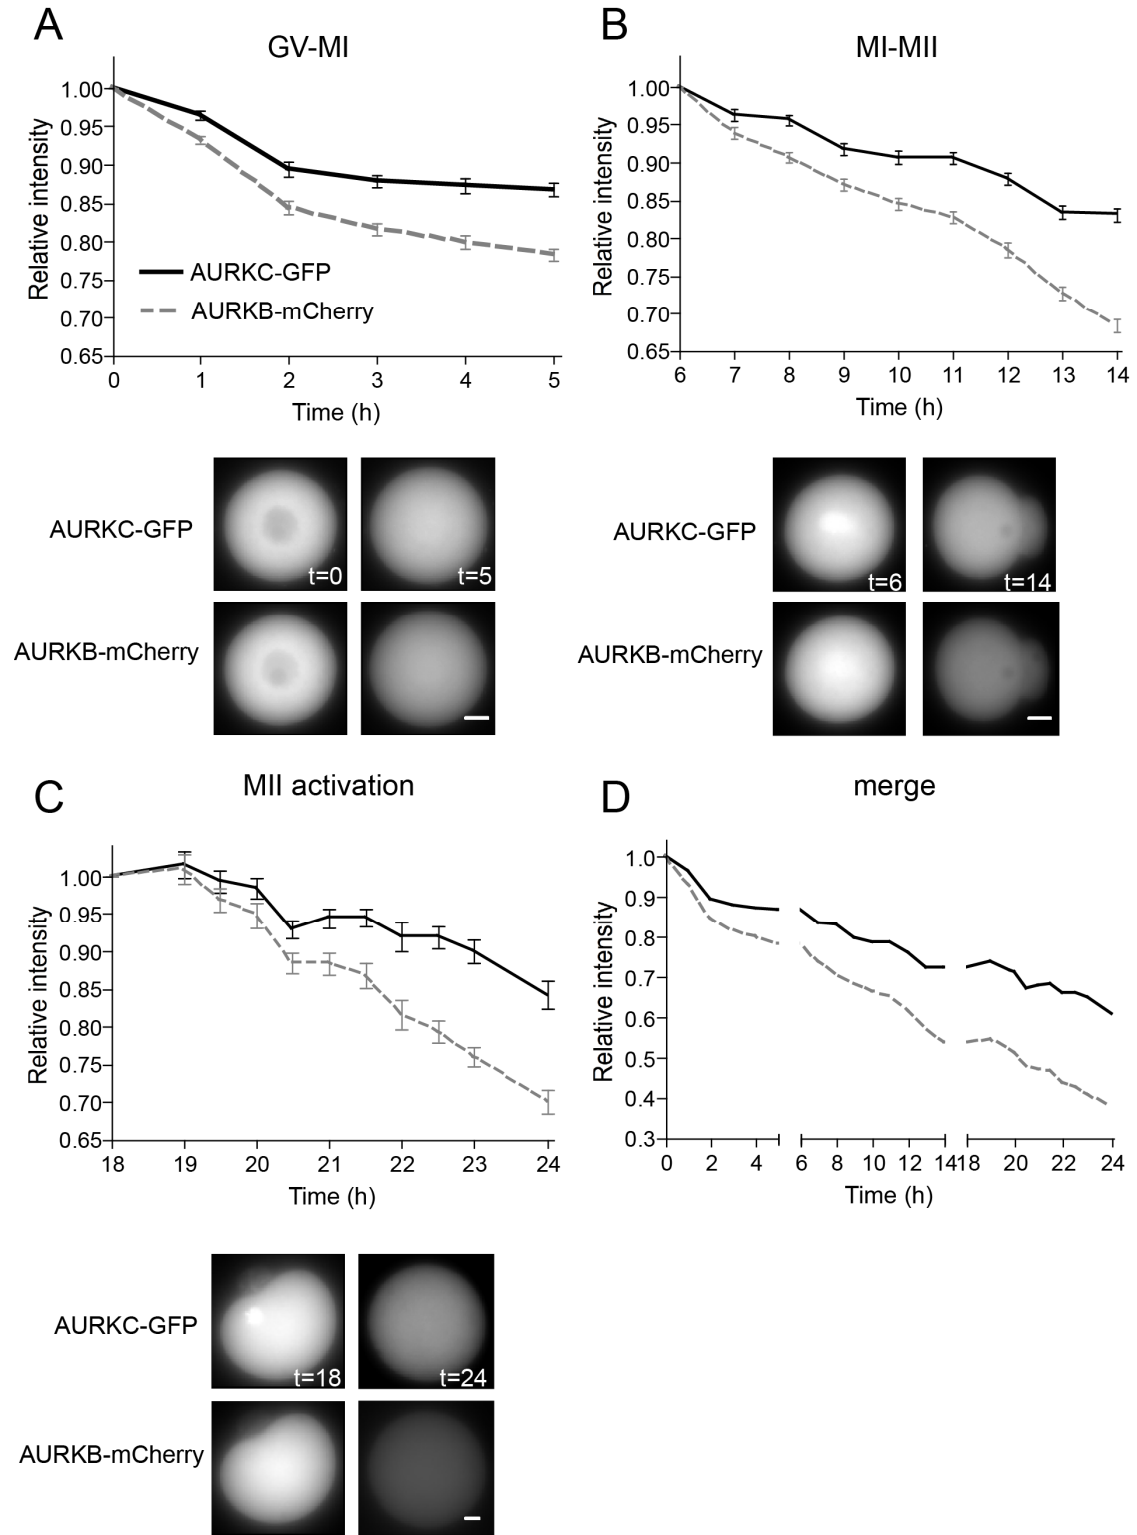 A
GV-MI
Relative intensity
1.00
0.95
0.90
0.85
0.80
0.75
0.70
0.65
AURKC-GFP
AURKB-mCherry
0 1 2 3 4 5
Time (h)
AURKC-GFP
t=0
t=5
AURKB-mCherry
B
MI-MII
Relative intensity
1.00
0.95
0.90
0.85
0.80
0.75
0.70
0.65
6 7 8 9 10 11 12 13 14
Time (h)
AURKC-GFP
t=6
t=14
AURKB-mCherry
C
MII activation
Relative intensity
1.00
0.95
0.90
0.85
0.80
0.75
0.70
0.65
18 19 20 21 22 23 24
Time (h)
AURKC-GFP
t=18
t=24
AURKB-mCherry
D
merge
Relative intensity
1.0
0.9
0.8
0.7
0.6
0.5
0.4
0.3
0 2 4 6 8 10 12 14 18 20 22 24
Time (h)